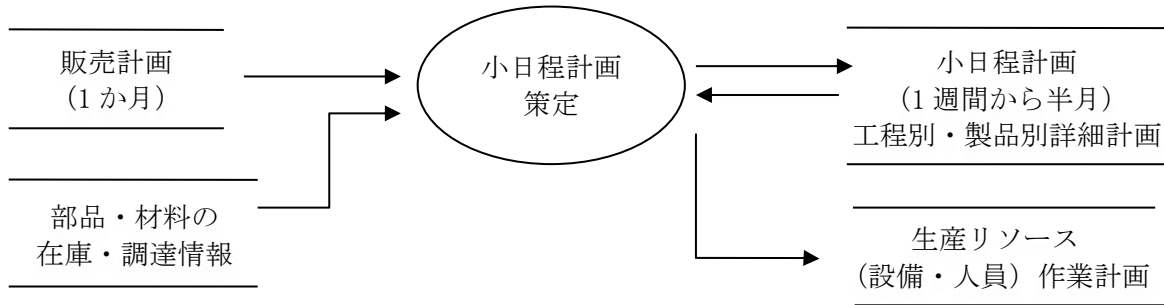 販売計画
(1 か月)
部品・材料の
在庫・調達情報
小日程計画
策定
小日程計画
(1 週間から半月)
工程別・製品別詳細計画
生産リソース
(設備・人員) 作業計画